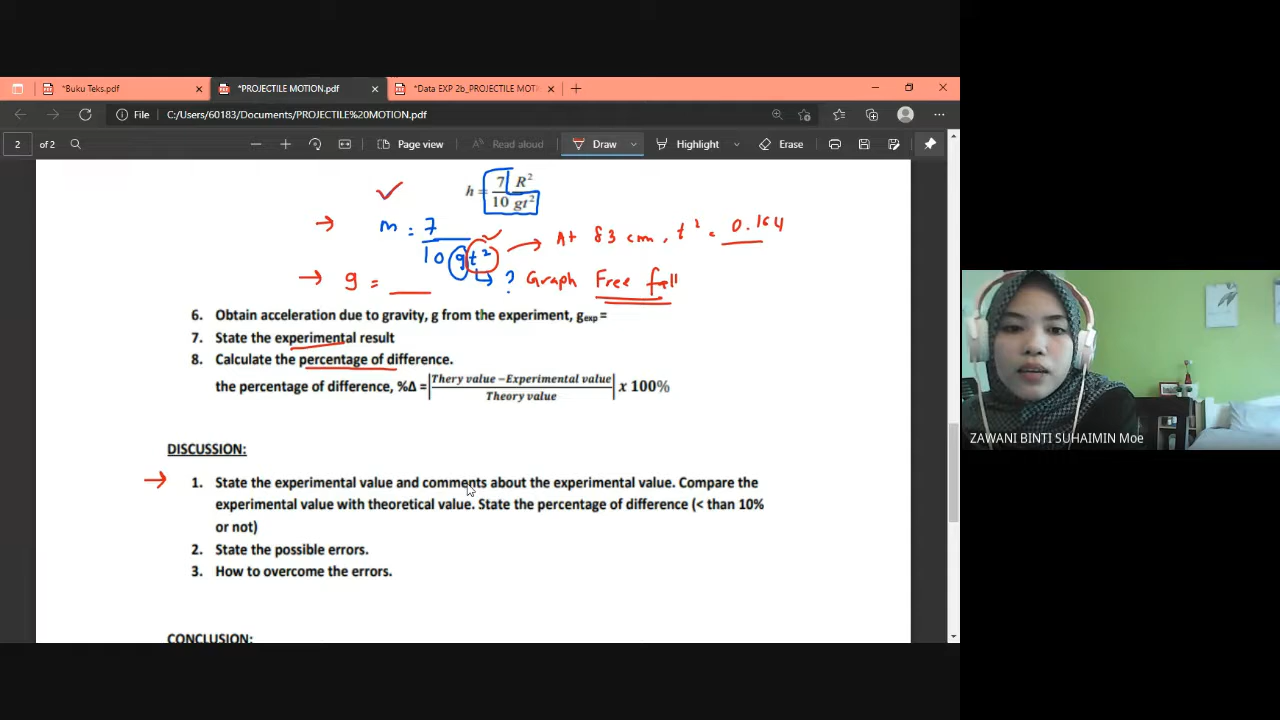 *Buku Teks.pdf
*PROJECTILE MOTION.pdf
*Data EXP 2b_PROJECTILE MOT
File C:/Users/60183/Documents/PROJECTILE%20MOTION.pdf
2 of 2 Page view Read aloud Draw Highlight Erase
h = 7/10 R²/gt²
m = 7/10gt² → At 83 cm, t² = 0.164
→ g = ___ ? Graph Free fall
6. Obtain acceleration due to gravity, g from the experiment, gexp =
7. State the experimental result
8. Calculate the percentage of difference.
the percentage of difference, %Δ = |Thery value −Experimental value / Theory value| x 100%
DISCUSSION:
→ 1. State the experimental value and comments about the experimental value. Compare the
experimental value with theoretical value. State the percentage of difference (< than 10%
or not)
2. State the possible errors.
3. How to overcome the errors.
CONCLUSION:
ZAWANI BINTI SUHAIMIN Moe